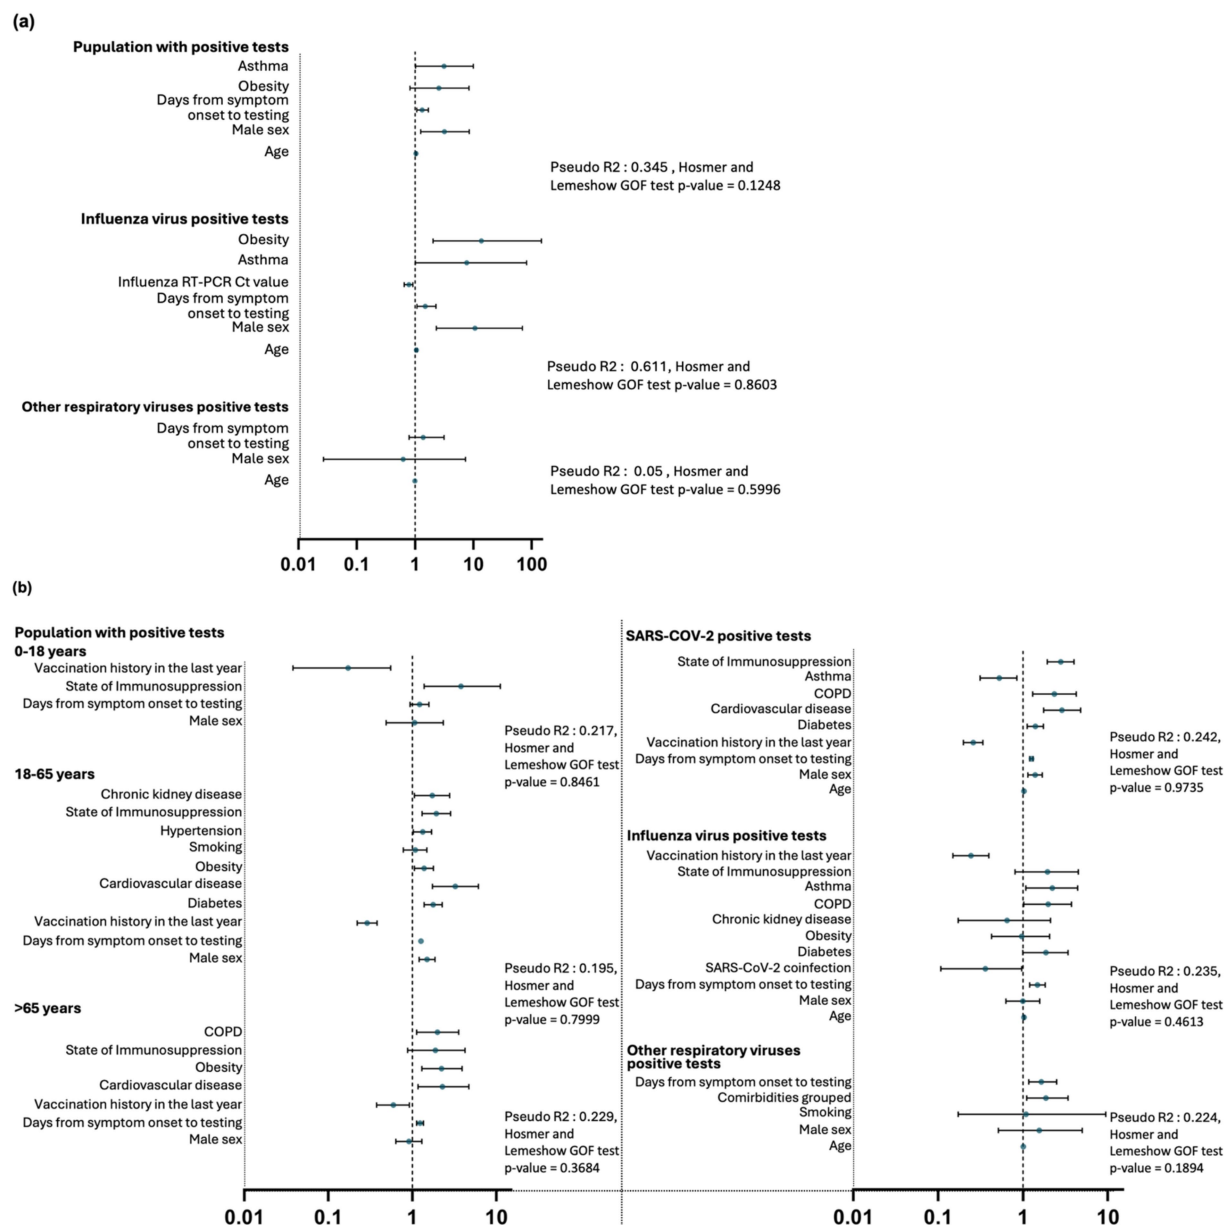 (a)
Pupulation with positive tests
Asthma
Obesity
Days from symptom
onset to testing
Male sex
Age
Pseudo R2 : 0.345 , Hosmer and
Lemeshow GOF test p-value = 0.1248
Influenza virus positive tests
Obesity
Asthma
Influenza RT-PCR Ct value
Days from symptom
onset to testing
Male sex
Age
Pseudo R2 : 0.611, Hosmer and
Lemeshow GOF test p-value = 0.8603
Other respiratory viruses positive tests
Days from symptom
onset to testing
Male sex
Age
Pseudo R2 : 0.05 , Hosmer and
Lemeshow GOF test p-value = 0.5996
0.01 0.1 1 10 100
(b)
Population with positive tests
0-18 years
Vaccination history in the last year
State of Immunosuppression
Days from symptom onset to testing
Male sex
Pseudo R2 : 0.217,
Hosmer and
Lemeshow GOF test
p-value = 0.8461
18-65 years
Chronic kidney disease
State of Immunosuppression
Hypertension
Smoking
Obesity
Cardiovascular disease
Diabetes
Vaccination history in the last year
Days from symptom onset to testing
Male sex
Pseudo R2 : 0.195,
Hosmer and
Lemeshow GOF test
p-value = 0.7999
>65 years
COPD
State of Immunosuppression
Obesity
Cardiovascular disease
Vaccination history in the last year
Days from symptom onset to testing
Male sex
Pseudo R2 : 0.229,
Hosmer and
Lemeshow GOF test
p-value = 0.3684
0.01 0.1 1 10
SARS-COV-2 positive tests
State of Immunosuppression
Asthma
COPD
Cardiovascular disease
Diabetes
Vaccination history in the last year
Days from symptom onset to testing
Male sex
Age
Pseudo R2 : 0.242,
Hosmer and
Lemeshow GOF test
p-value = 0.9735
Influenza virus positive tests
Vaccination history in the last year
State of Immunosuppression
Asthma
COPD
Chronic kidney disease
Obesity
Diabetes
SARS-CoV-2 coinfection
Days from symptom onset to testing
Male sex
Age
Pseudo R2 : 0.235,
Hosmer and
Lemeshow GOF test
p-value = 0.4613
Other respiratory viruses
positive tests
Days from symptom onset to testing
Comirbidities grouped
Smoking
Male sex
Age
Pseudo R2 : 0.224,
Hosmer and
Lemeshow GOF test
p-value = 0.1894
0.01 0.1 1 10